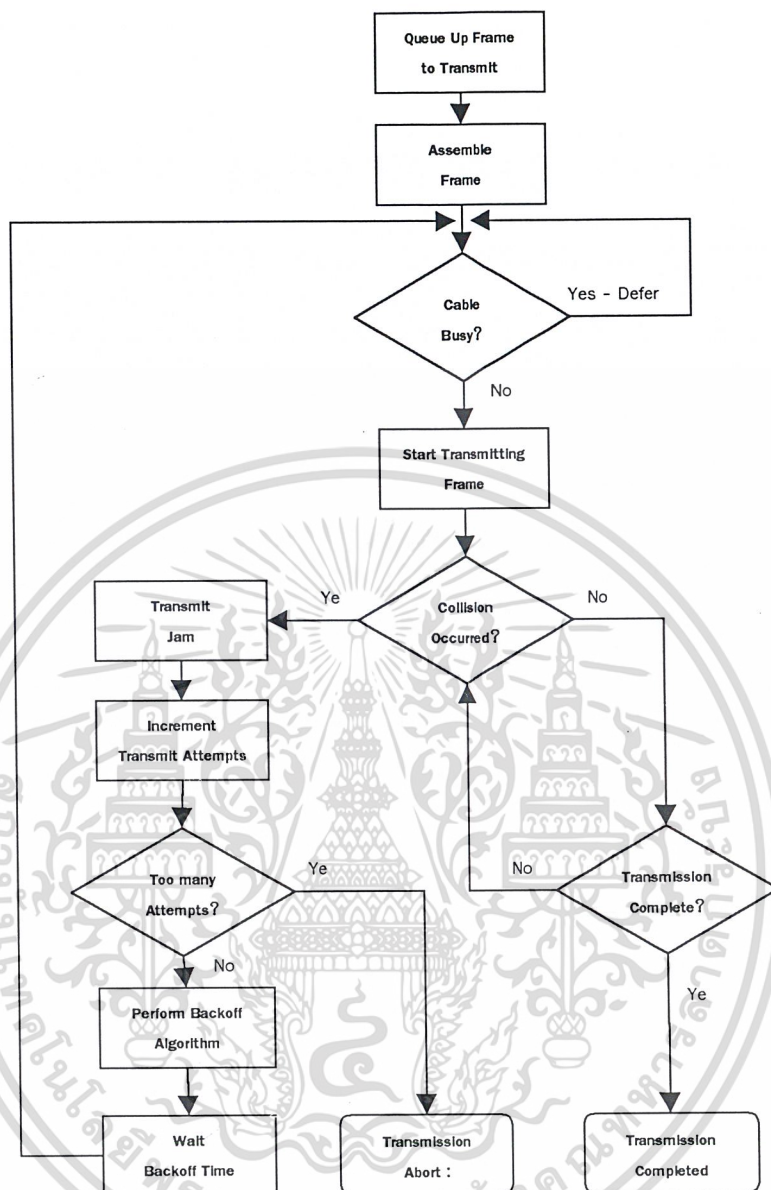 Queue Up Frame
to Transmit
Assemble
Frame
Cable
Busy?
Yes - Defer
No
Start Transmitting
Frame
Collision
Occurred?
Ye
No
Transmit
Jam
Increment
Transmit Attempts
Too many
Attempts?
Ye
No
Transmission
Complete?
No
Ye
Perform Backoff
Algorithm
Wait
Backoff Time
Transmission
Abort :
Transmission
Completed